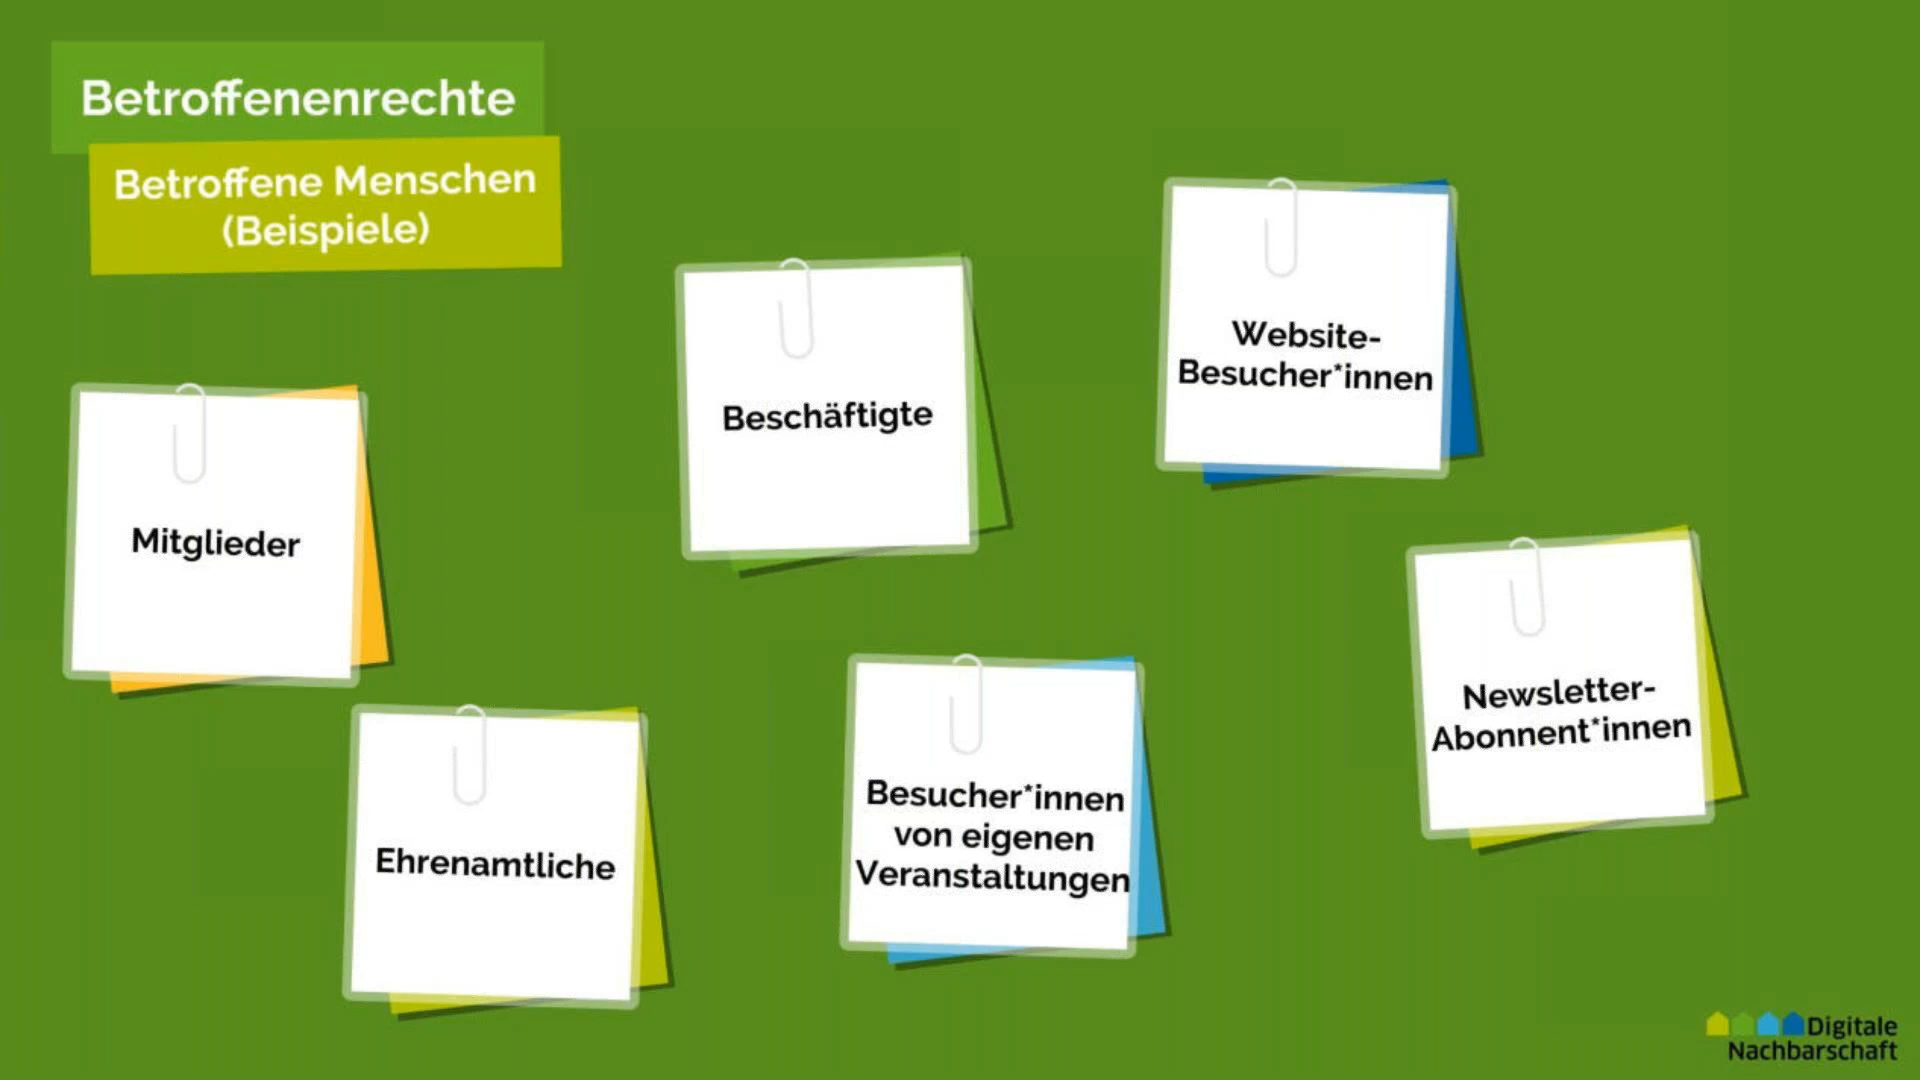 Betroffenenrechte
Betroffene Menschen
(Beispiele)
Mitglieder
Ehrenamtliche
Beschäftigte
Besucher*innen
von eigenen
Veranstaltungen
Website-
Besucher*innen
Newsletter-
Abonnent*innen
Digitale
Nachbarschaft